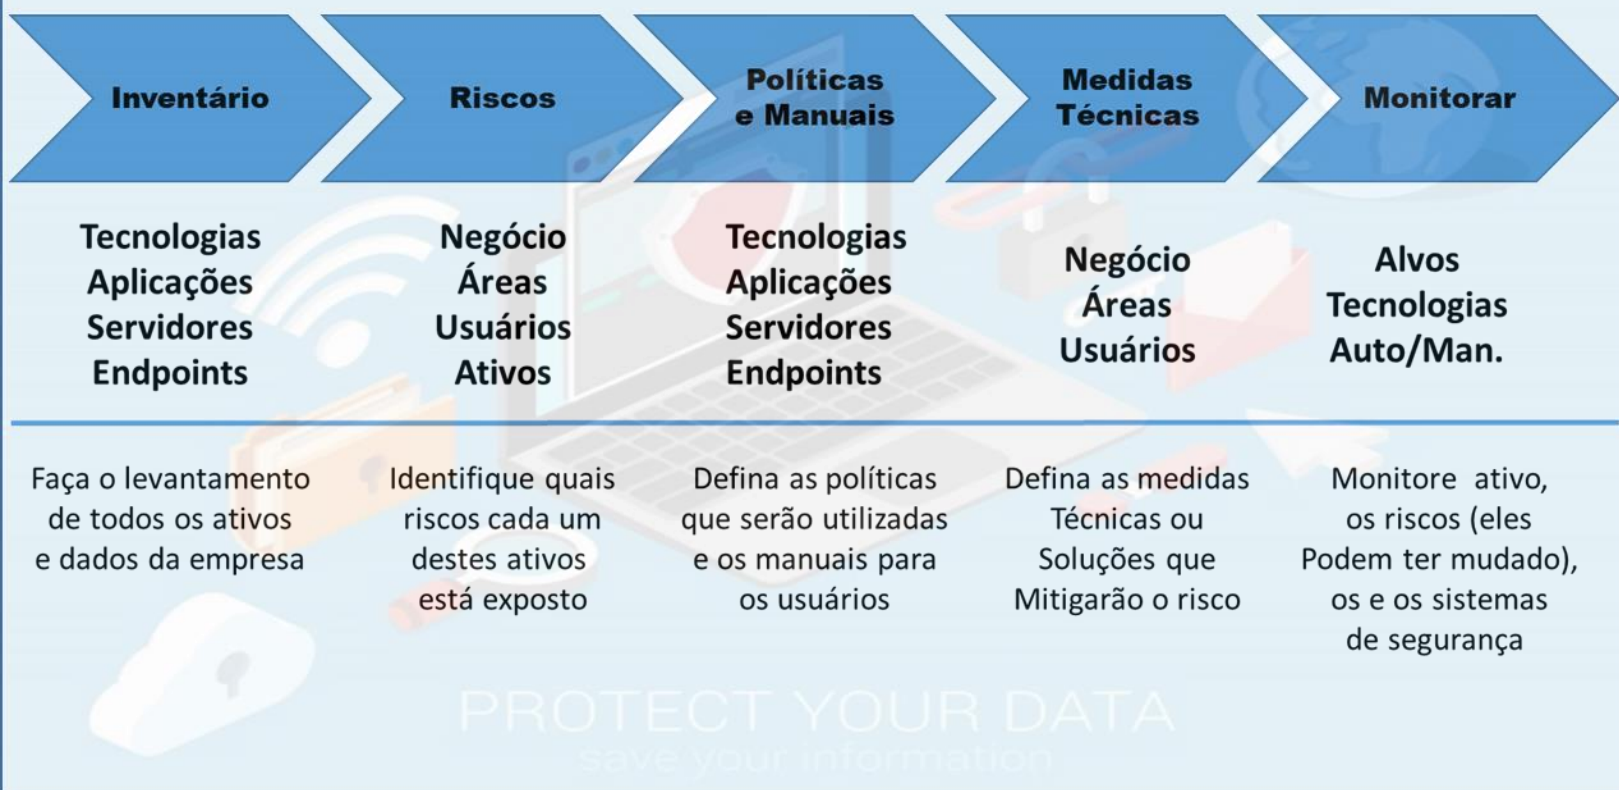 Inventário
Riscos
Políticas
e Manuais
Medidas
Técnicas
Monitorar
Tecnologias
Aplicações
Servidores
Endpoints
Negócio
Áreas
Usuários
Ativos
Tecnologias
Aplicações
Servidores
Endpoints
Negócio
Áreas
Usuários
Alvos
Tecnologias
Auto/Man.
Faça o levantamento
de todos os ativos
e dados da empresa
Identifique quais
riscos cada um
destes ativos
está exposto
Defina as políticas
que serão utilizadas
e os manuais para
os usuários
Defina as medidas
Técnicas ou
Soluções que
Mitigarão o risco
Monitore ativo,
os riscos (eles
Podem ter mudado),
os e os sistemas
de segurança
PROTECT YOUR DATA
save your information